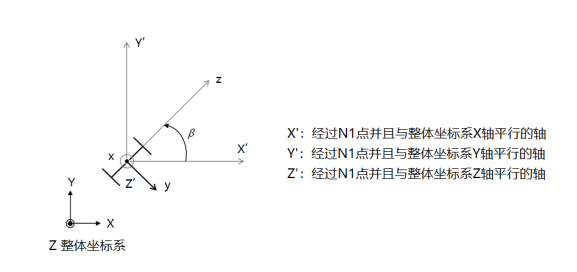 Y'
z
β
X'
x
Z'
y
Y
X
Z 整体坐标系
X': 经过N1点并且与整体坐标系X轴平行的轴
Y': 经过N1点并且与整体坐标系Y轴平行的轴
Z': 经过N1点并且与整体坐标系Z轴平行的轴